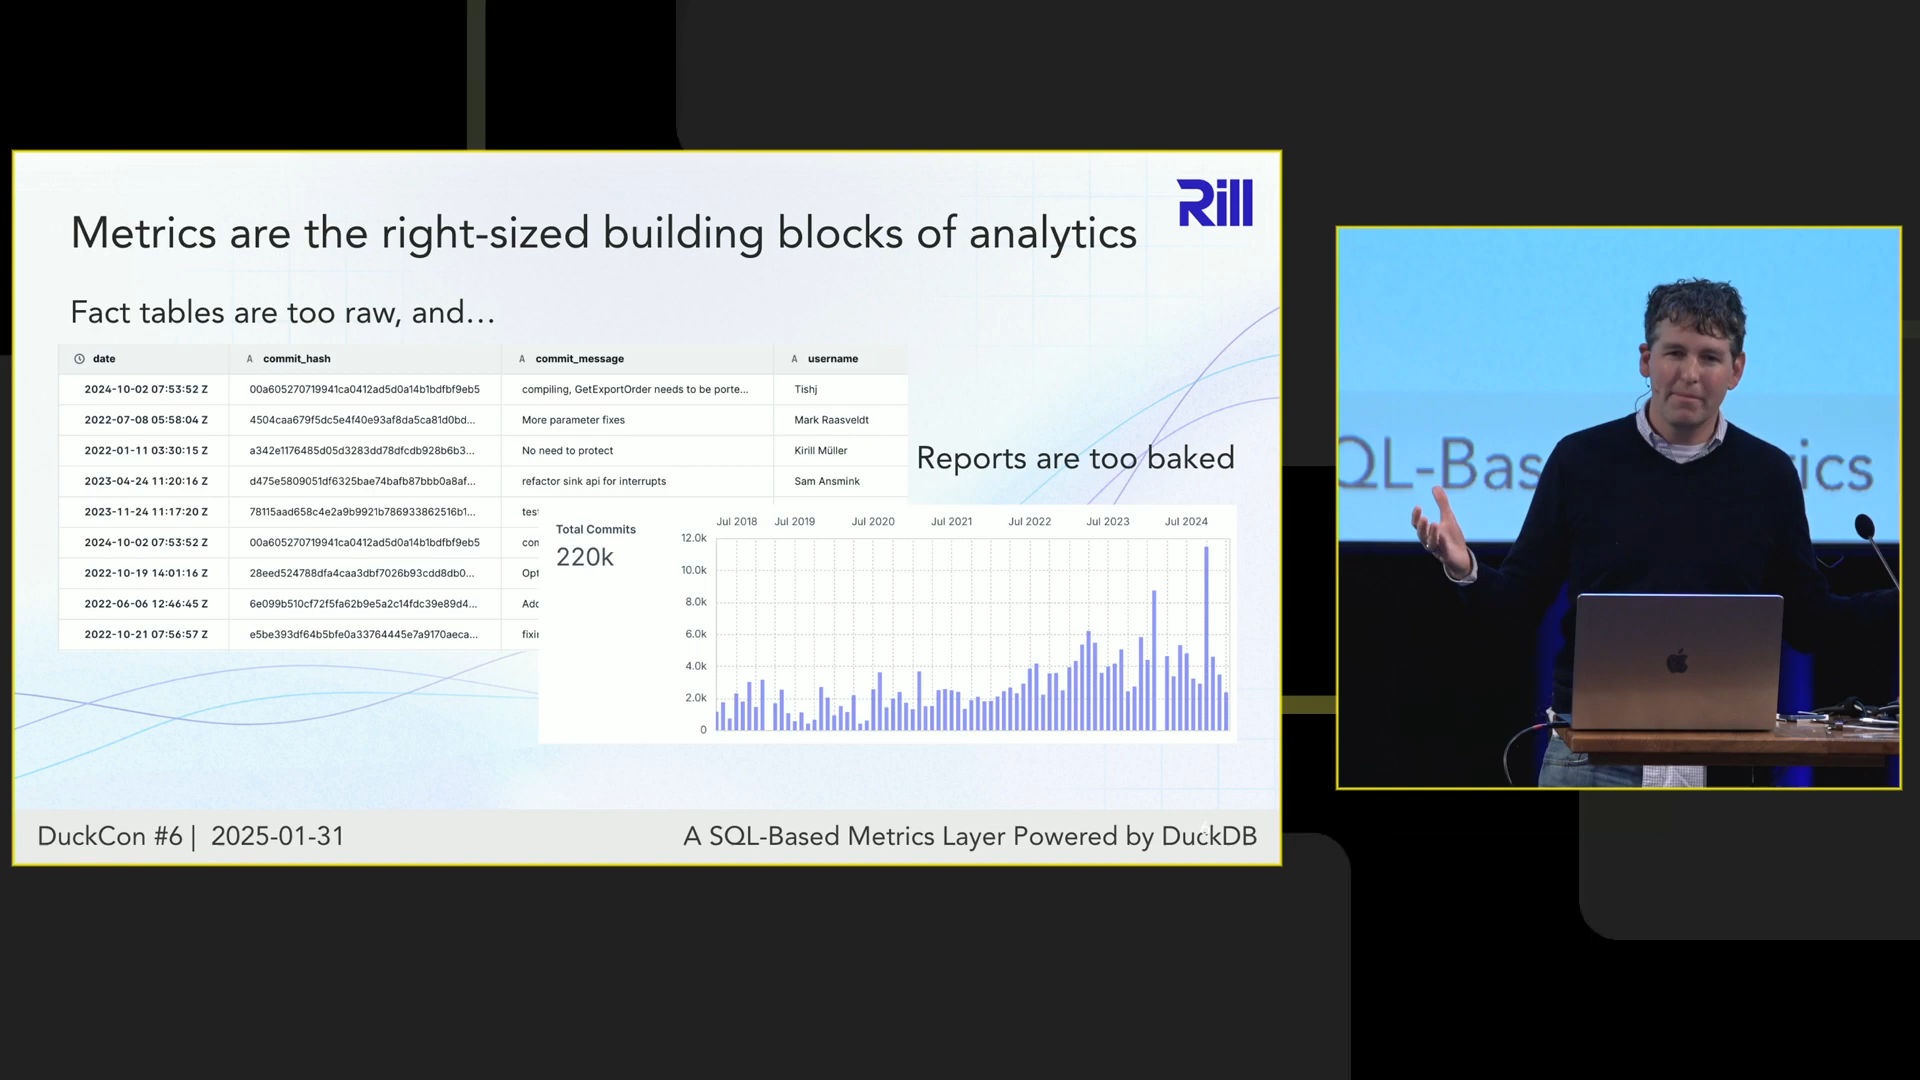 Rill
Metrics are the right-sized building blocks of analytics
Fact tables are too raw, and...
date A commit_hash A commit_message A username
2024-10-02 07:53:52 Z 00a605270719941ca0412ad5d0a14b1bdfbf9eb5 compiling, GetExportOrder needs to be porte... Tishj
2022-07-08 05:58:04 Z 4504caa679f5dc5e4f40e93af8da5ca81d0bd... More parameter fixes Mark Raasveldt
2022-01-11 03:30:15 Z a342e1176485d05d3283dd78dfcdb928b6b3... No need to protect Kirill Müller
2023-04-24 11:20:16 Z d475e5809051df6325bae74bafb87bbb0a8af... refactor sink api for interrupts Sam Ansmink
2023-11-24 11:17:20 Z 78115aad658c4e2a9b9921b786933862516b1... tes
2024-10-02 07:53:52 Z 00a605270719941ca0412ad5d0a14b1bdfbf9eb5 con
2022-10-19 14:01:16 Z 28eed524788dfa4caa3dbf7026b93cdd8db0... Opt
2022-06-06 12:46:45 Z 6e099b510cf72f5fa62b9e5a2c14fdc39e89d4... Adc
2022-10-21 07:56:57 Z e5be393df64b5bfe0a33764445e7a9170aeca... fixin
Reports are too baked
Total Commits
220k
Jul 2018 Jul 2019 Jul 2020 Jul 2021 Jul 2022 Jul 2023 Jul 2024
12.0k
10.0k
8.0k
6.0k
4.0k
2.0k
0
DuckCon #6 | 2025-01-31
A SQL-Based Metrics Layer Powered by DuckDB
QL-Bas ics